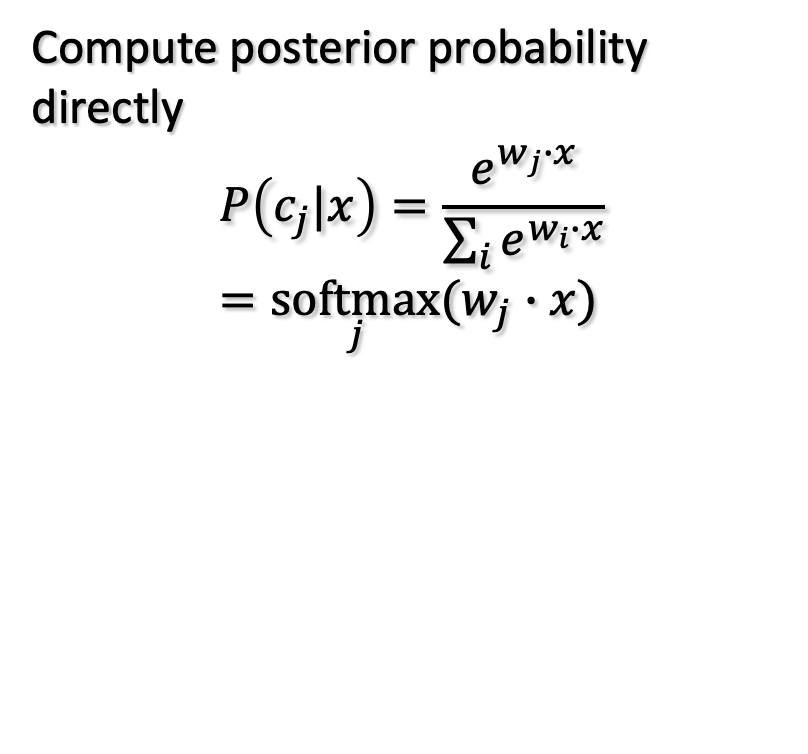 Compute posterior probability
directly
P(c_j|x) = e^{w_j·x} / ∑_i e^{w_i·x}
= softmax_j(w_j · x)